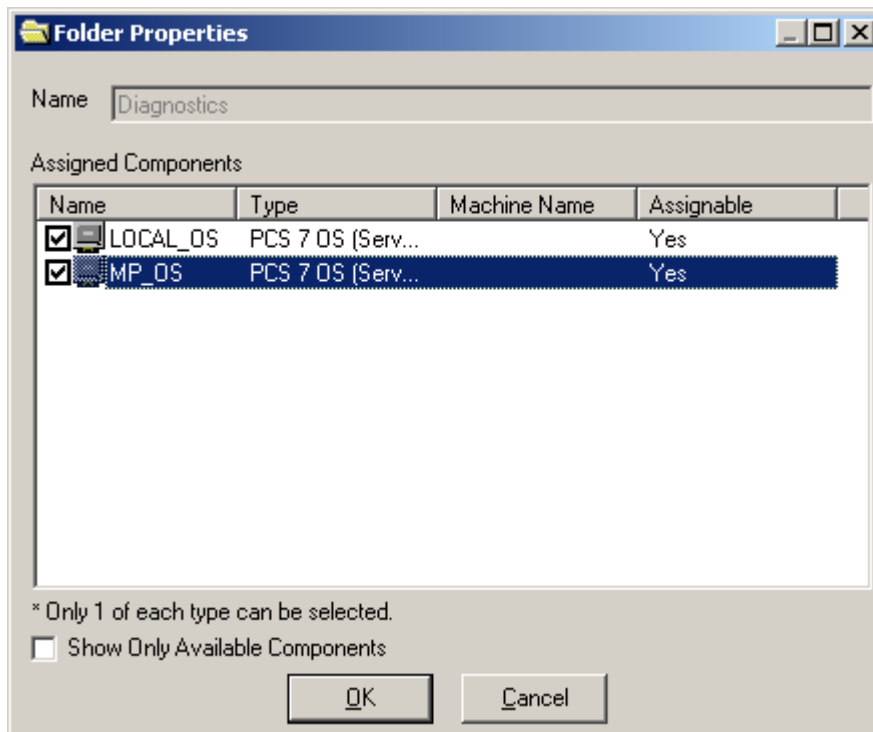 Folder Properties
Name Diagnostics
Assigned Components
Name Type Machine Name Assignable
LOCAL_OS PCS 7 OS (Serv... Yes
MP_OS PCS 7 OS (Serv... Yes
* Only 1 of each type can be selected.
Show Only Available Components
OK Cancel